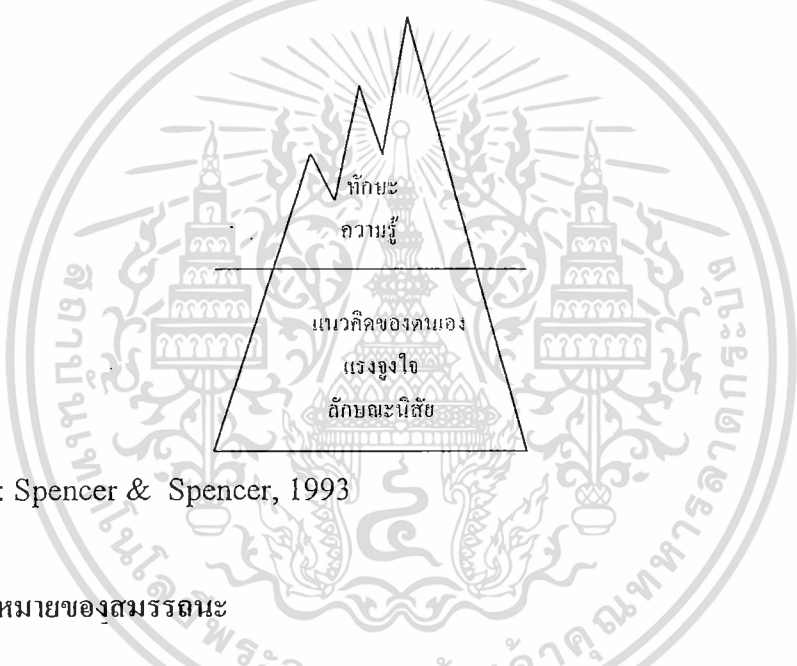 ทักษะ
ความรู้
แนวคิดของตนเอง
แรงจูงใจ
ลักษณะนิสัย
: Spencer & Spencer, 1993
หมายของสมรรถนะ